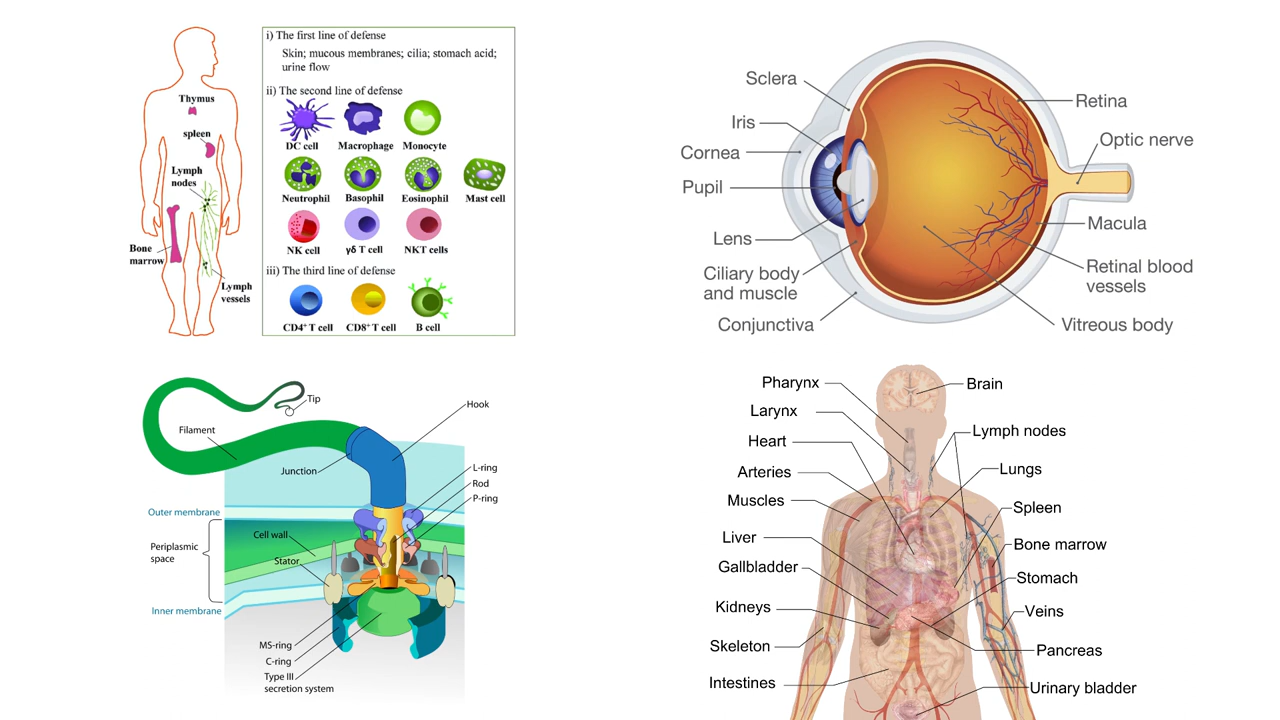 Thymus
spleen
Lymph
nodes
Bone
marrow
Lymph
vessels
i) The first line of defense
Skin; mucous membranes; cilia; stomach acid;
urine flow
ii) The second line of defense
DC cell Macrophage Monocyte
Neutrophil Basophil Eosinophil Mast cell
NK cell γδ T cell NKT cells
iii) The third line of defense
CD4⁺ T cell CD8⁺ T cell B cell
Sclera
Iris
Cornea
Pupil
Lens
Ciliary body
and muscle
Conjunctiva
Retina
Optic nerve
Macula
Retinal blood
vessels
Vitreous body
Tip
Filament
Hook
Junction
L-ring
Rod
P-ring
Outer membrane
Cell wall
Periplasmic
space
Stator
Inner membrane
MS-ring
C-ring
Type III
secretion system
Pharynx
Larynx
Heart
Arteries
Muscles
Liver
Gallbladder
Kidneys
Skeleton
Intestines
Brain
Lymph nodes
Lungs
Spleen
Bone marrow
Stomach
Veins
Pancreas
Urinary bladder